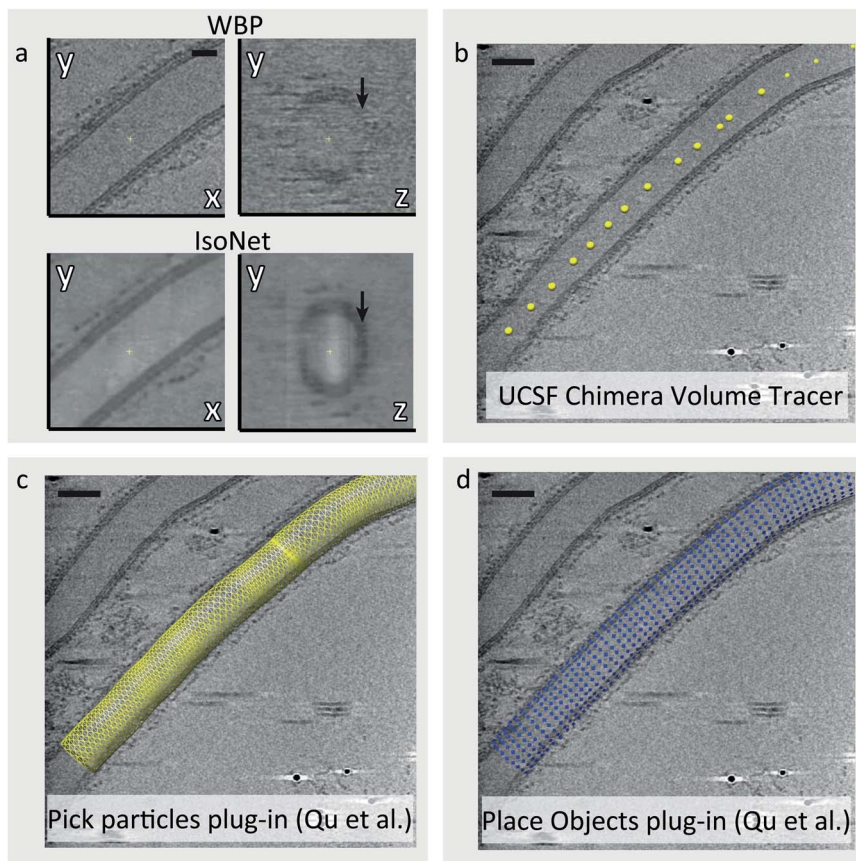 a
WBP
y
x
y
z
IsoNet
y
x
y
z
b
UCSF Chimera Volume Tracer
c
Pick particles plug-in (Qu et al.)
d
Place Objects plug-in (Qu et al.)